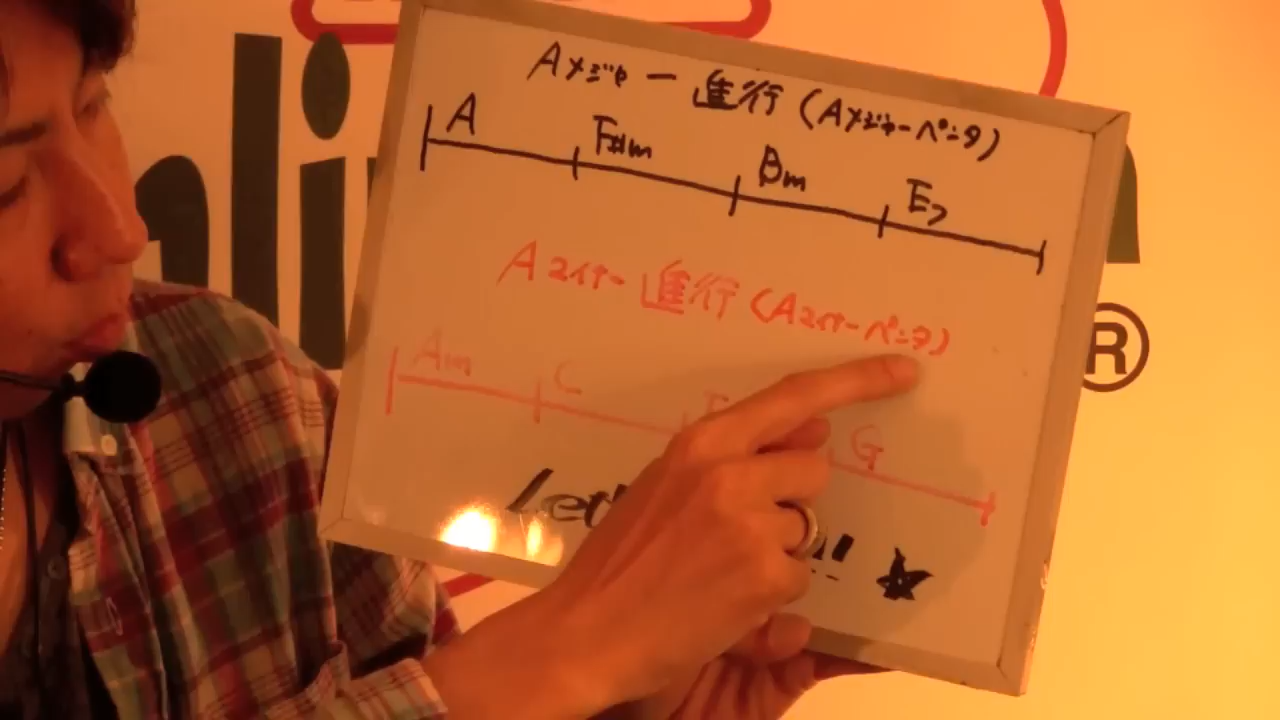 Aメジャー進行(Aメジャーペンタ)
A F#m Bm E7
Aマイナー進行(Aマイナーペンタ)
Am C G
!! ★
®